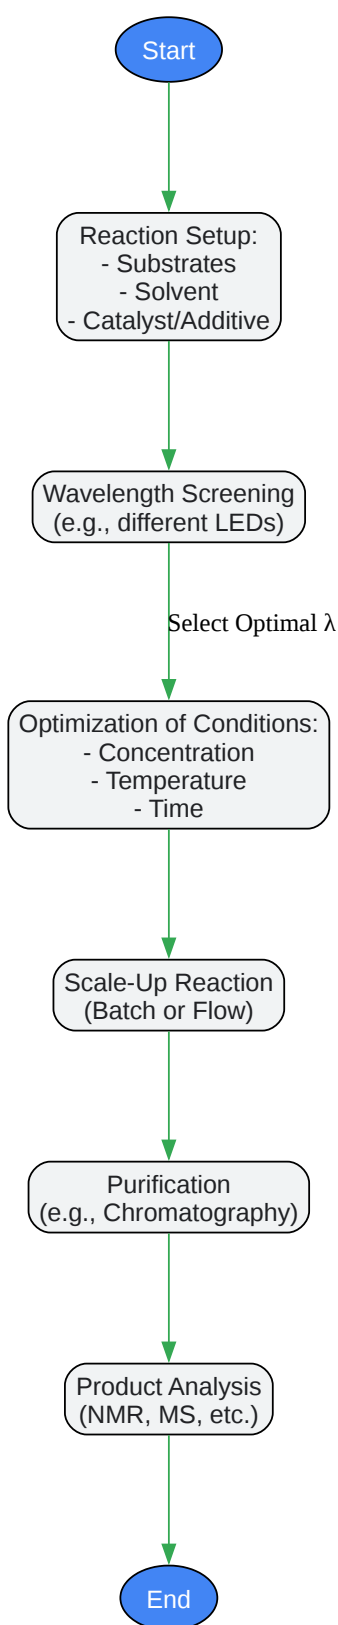 Start
Reaction Setup:
- Substrates
- Solvent
- Catalyst/Additive
Wavelength Screening
(e.g., different LEDs)
Select Optimal λ
Optimization of Conditions:
- Concentration
- Temperature
- Time
Scale-Up Reaction
(Batch or Flow)
Purification
(e.g., Chromatography)
Product Analysis
(NMR, MS, etc.)
End